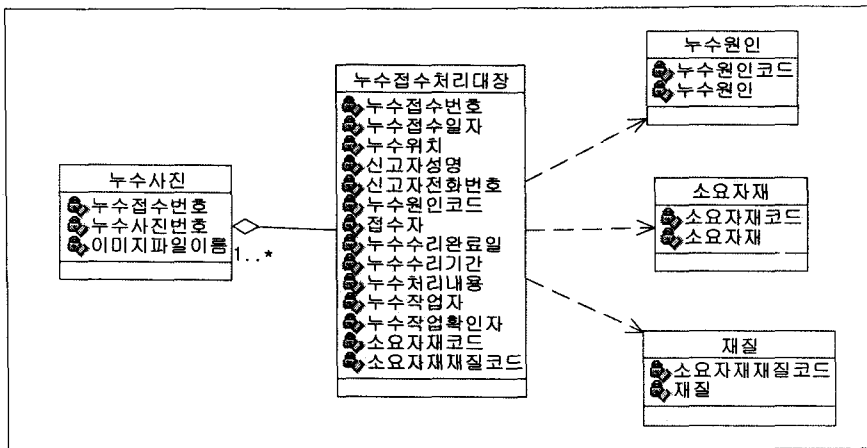 누수사진
누수접수번호
누수사진번호
이미지파일이름
1..*
누수접수처리대장
누수접수번호
누수접수일자
누수위치
신고자성명
신고자전화번호
누수원인코드
접수자
누수수리완료일
누수수리기간
누수처리내용
누수작업자
누수작업확인자
소요자재코드
소요자재재질코드
누수원인
누수원인코드
누수원인
소요자재
소요자재코드
소요자재
재질
소요자재재질코드
재질